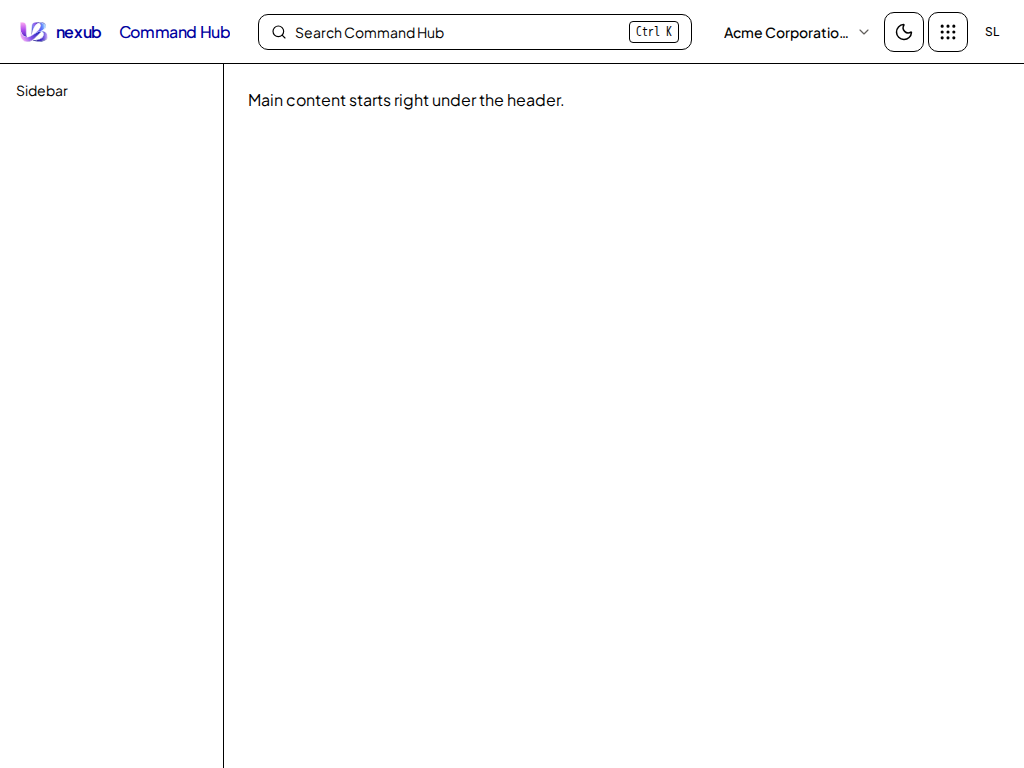 nexub Command Hub
Search Command Hub Ctrl K
Acme Corporatio…
SL
Sidebar
Main content starts right under the header.